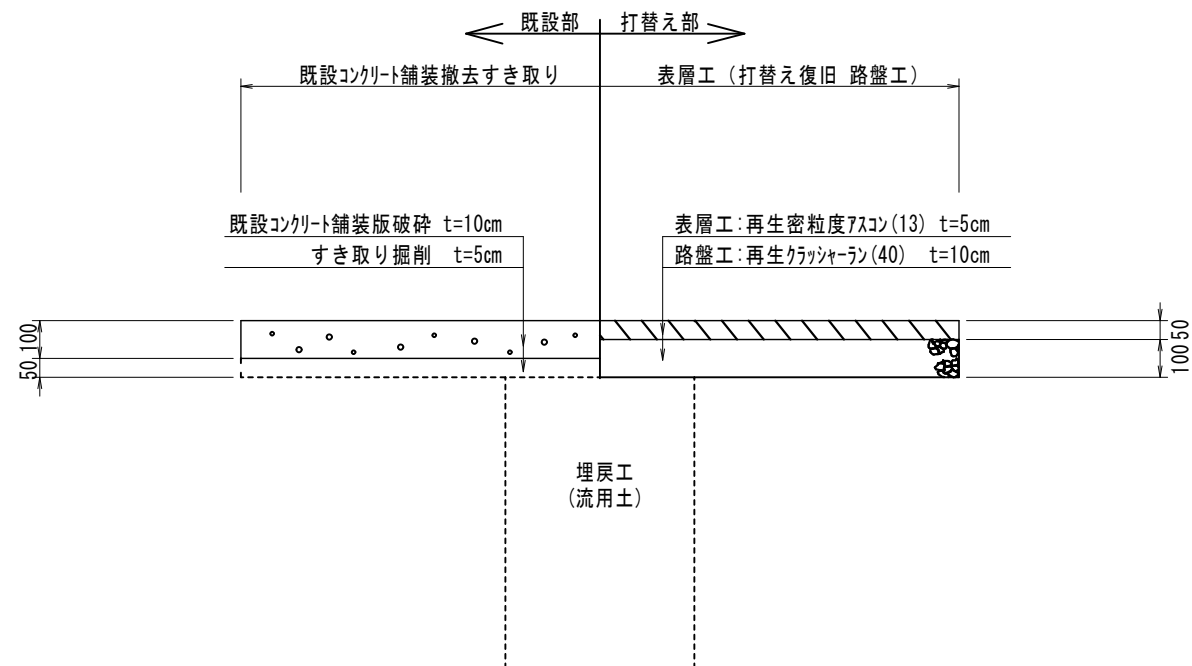 既設部 打替え部
既設ｺﾝｸﾘｰﾄ舗装撤去すき取り 表層工（打替え復旧 路盤工）
既設ｺﾝｸﾘｰﾄ舗装版破砕 t=10cm
すき取り掘削 t=5cm
表層工:再生密粒度ｱｽｺﾝ(13) t=5cm
路盤工:再生ｸﾗｯｼｬｰﾗﾝ(40) t=10cm
100
50
50
100
埋戻工
(流用土)